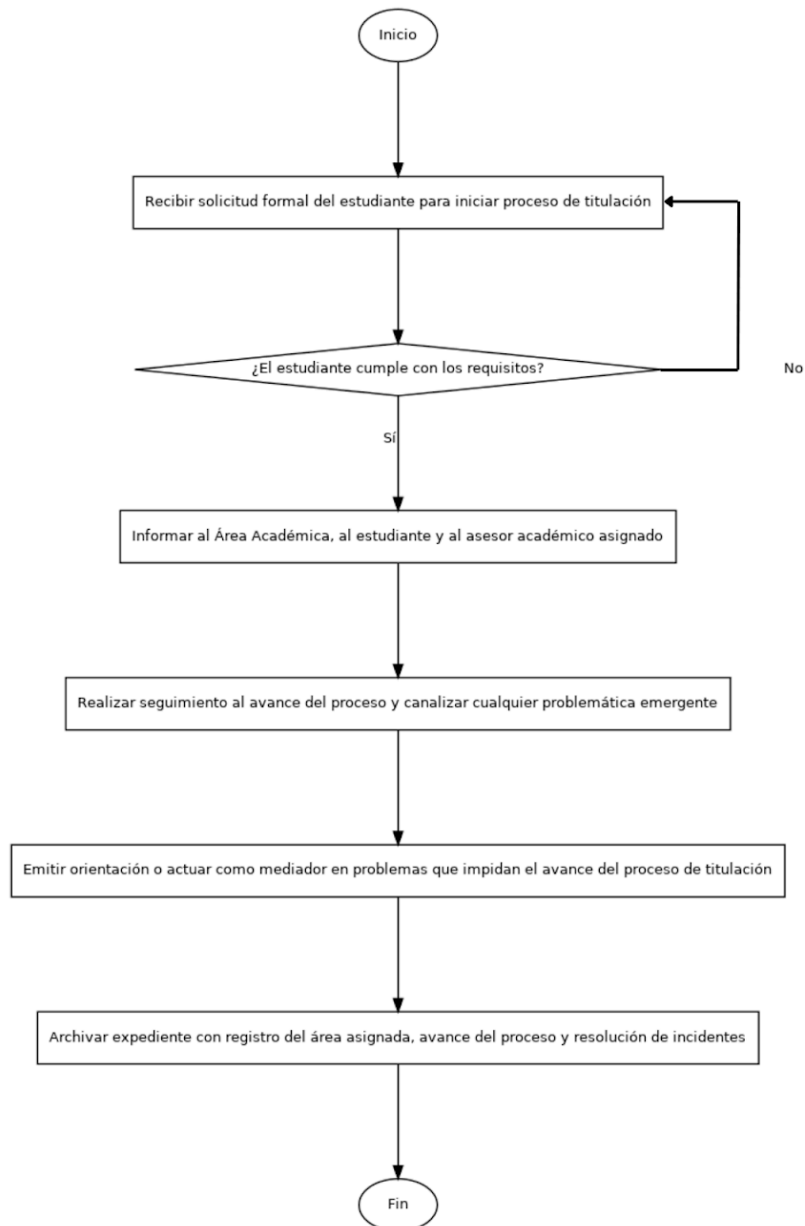 Inicio
Recibir solicitud formal del estudiante para iniciar proceso de titulación
¿El estudiante cumple con los requisitos?
No
Sí
Informar al Área Académica, al estudiante y al asesor académico asignado
Realizar seguimiento al avance del proceso y canalizar cualquier problemática emergente
Emitir orientación o actuar como mediador en problemas que impidan el avance del proceso de titulación
Archivar expediente con registro del área asignada, avance del proceso y resolución de incidentes
Fin